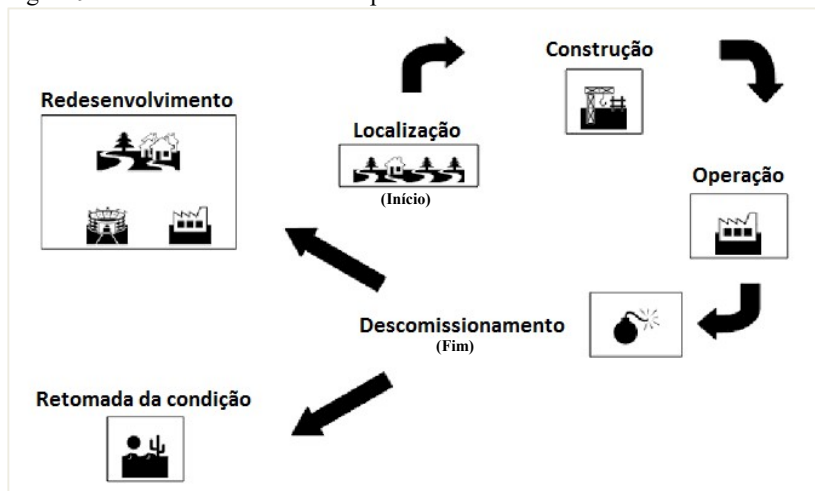 Construção
Redesenvolvimento
Localização
(Início)
Operação
Descomissionamento
(Fim)
Retomada da condição